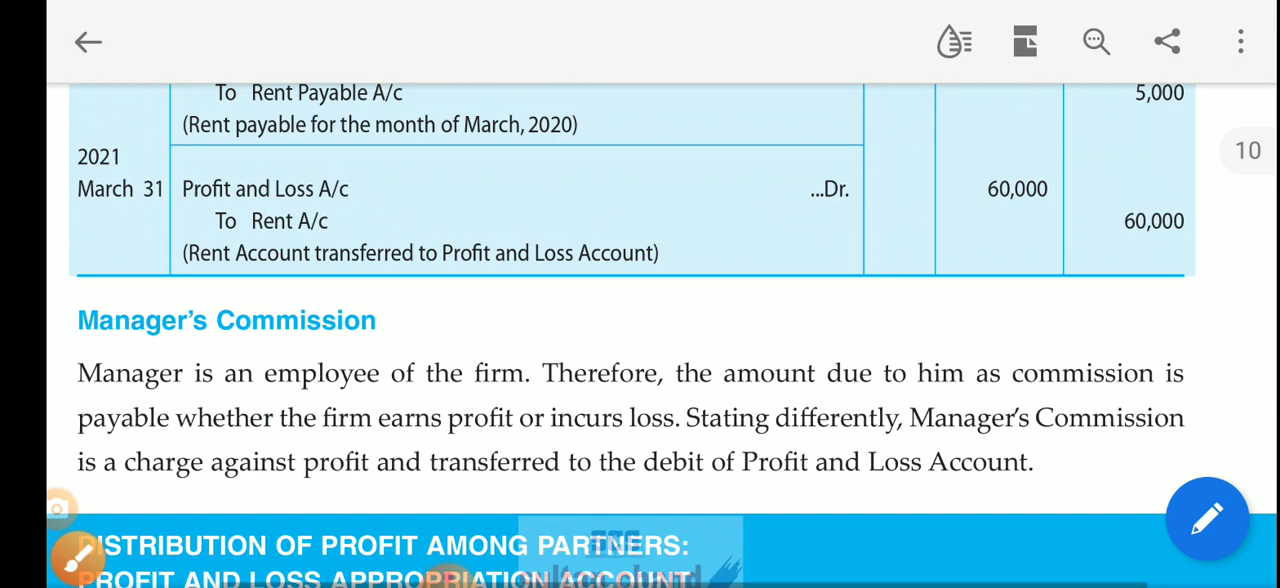 To Rent Payable A/c 5,000
(Rent payable for the month of March, 2020)
10
2021
March 31 Profit and Loss A/c ...Dr. 60,000
To Rent A/c 60,000
(Rent Account transferred to Profit and Loss Account)
Manager's Commission
Manager is an employee of the firm. Therefore, the amount due to him as commission is
payable whether the firm earns profit or incurs loss. Stating differently, Manager's Commission
is a charge against profit and transferred to the debit of Profit and Loss Account.
DISTRIBUTION OF PROFIT AMONG PARTNERS:
PROFIT AND LOSS APPROPRIATION ACCOUNT